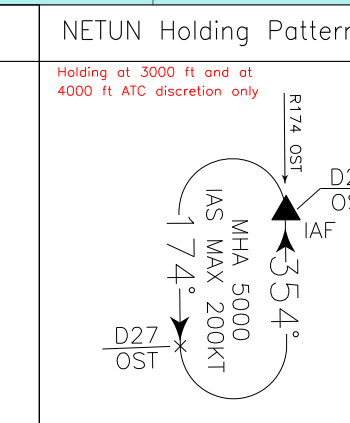 NETUN Holding Pattern
Holding at 3000 ft and at
4000 ft ATC discretion only
R174 OST
IAF
MHA 5000
IAS MAX 200KT
174°
354°
D27
OST